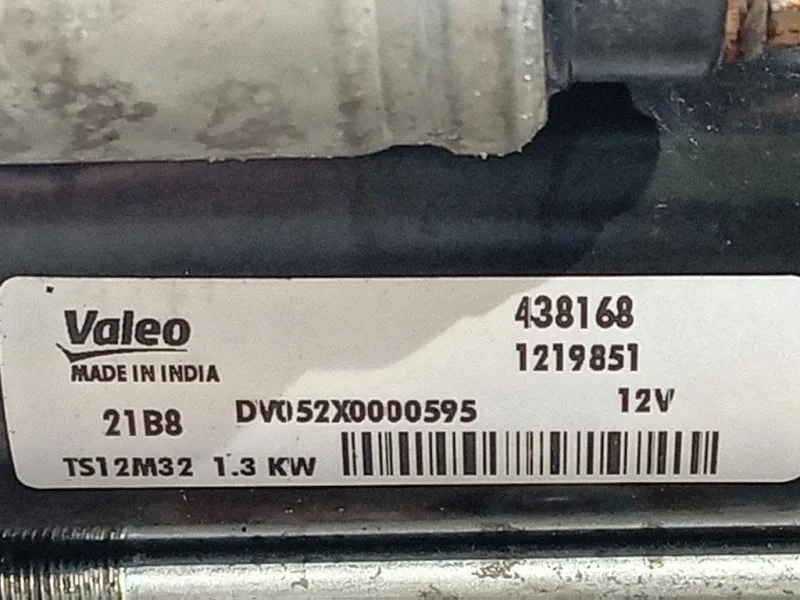 Valeo 438168
MADE IN INDIA 1219851
21B8 DV052X0000595 12V
TS12M32 1.3 KW